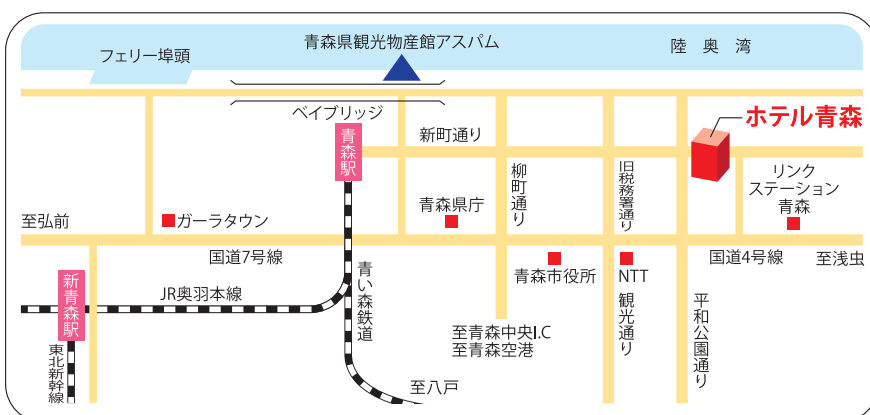 青森県観光物産館アスパム
陸奥湾
フェリー埠頭
ベイブリッジ
ホテル青森
青森駅
新町通り
柳町通り
旧税務署通り
リンク
ステーション
青森
青森県庁
至弘前
ガーラタウン
国道7号線
国道4号線
至浅虫
青森市役所
NTT
新青森駅
JR奥羽本線
青い森鉄道
観光通り
平和公園通り
至青森中央I.C
至青森空港
東北新幹線
至八戸